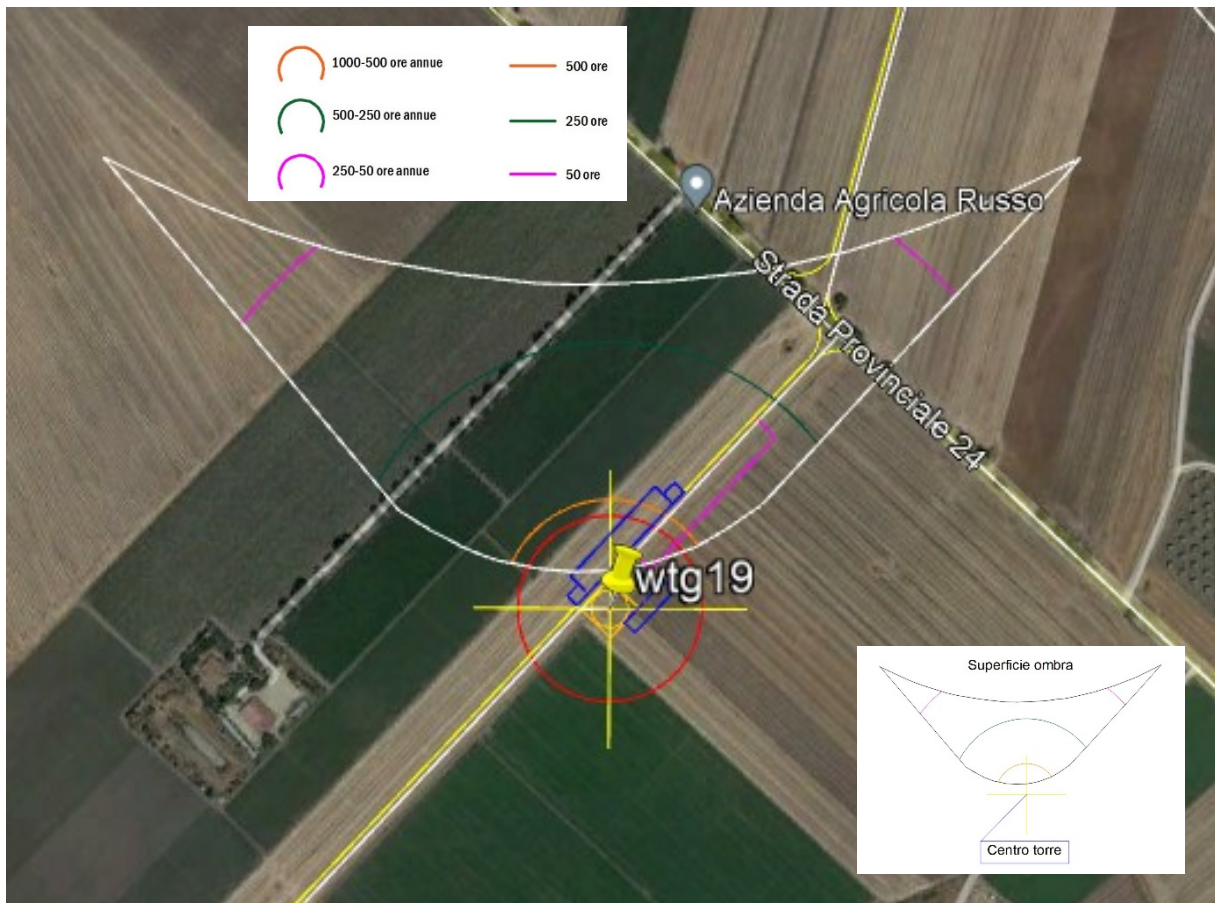 1000-500 ore annue
500 ore
500-250 ore annue
250 ore
250-50 ore annue
50 ore
Azienda Agricola Russo
Strada Provinciale 24
wtg19
Superficie ombra
Centro torre